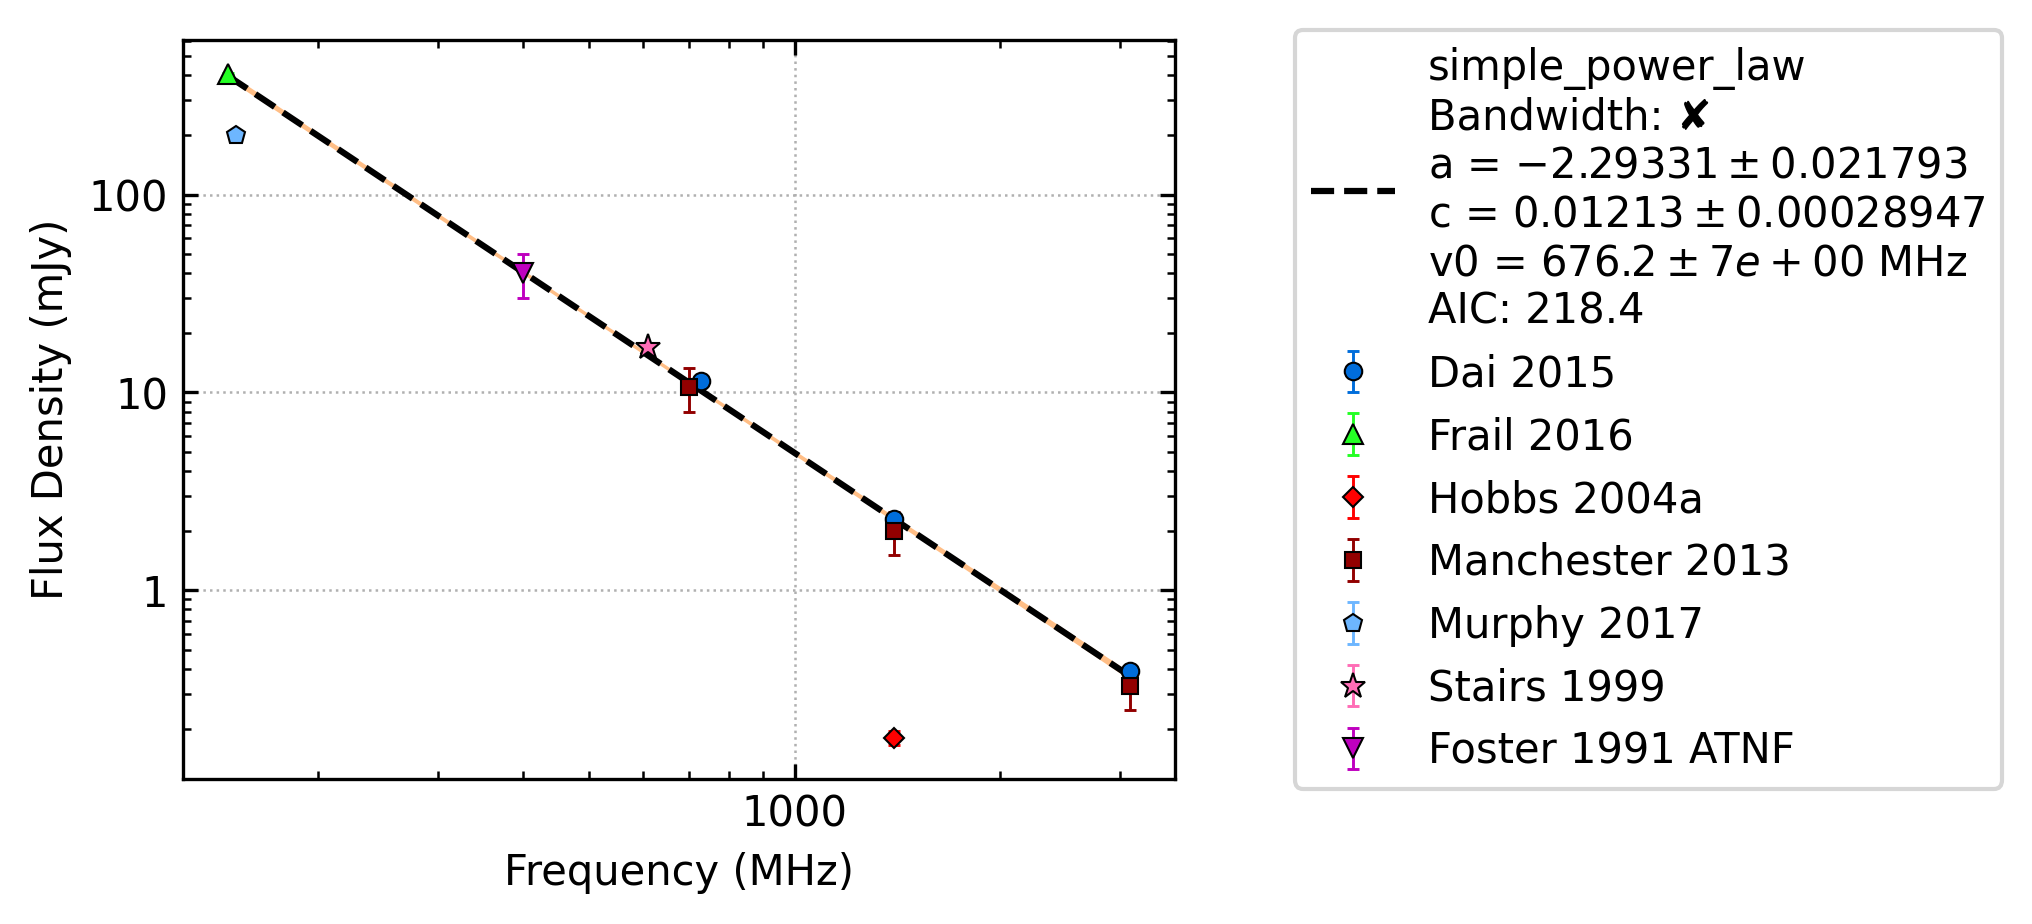 simple_power_law
Bandwidth: ✘
a = −2.29331 ± 0.021793
c = 0.01213 ± 0.00028947
v0 = 676.2 ± 7e + 00 MHz
AIC: 218.4
Dai 2015
Frail 2016
Hobbs 2004a
Manchester 2013
Murphy 2017
Stairs 1999
Foster 1991 ATNF
Flux Density (mJy)
100
10
1
1000
Frequency (MHz)